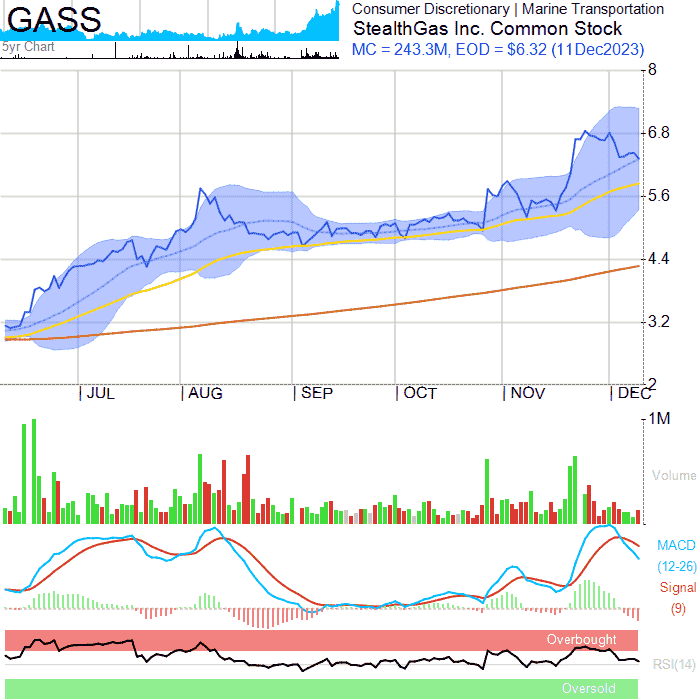 GASS
5yr Chart
Consumer Discretionary | Marine Transportation
StealthGas Inc. Common Stock
MC = 243.3M, EOD = $6.32 (11Dec2023)
8
6.8
5.6
4.4
3.2
2
JUL AUG SEP OCT NOV DEC
1M
Volume
MACD
(12-26)
Signal
(9)
Overbought
RSI(14)
Oversold